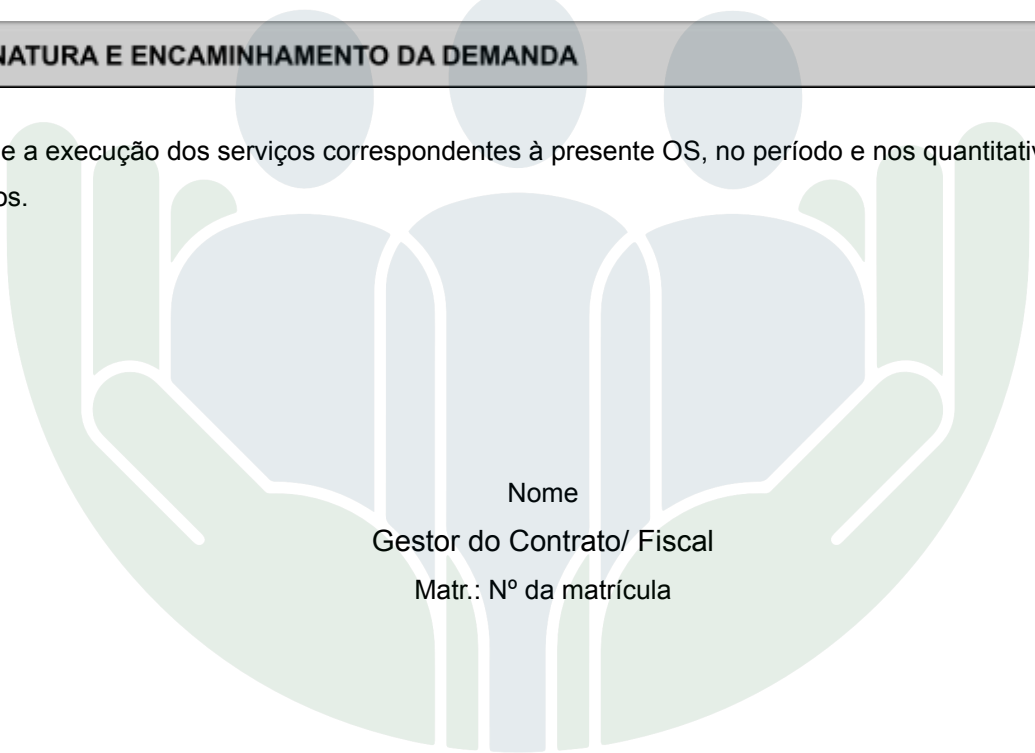 NATURA E ENCAMINHAMENTO DA DEMANDA
e a execução dos serviços correspondentes à presente OS, no período e nos quantitativ
os.
Nome
Gestor do Contrato/ Fiscal
Matr.: Nº da matrícula